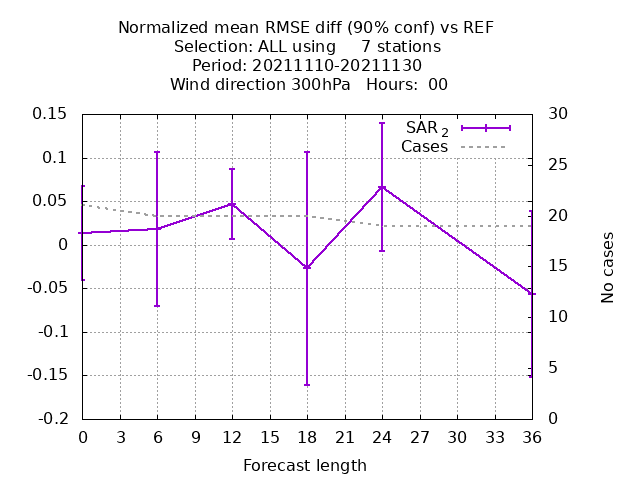 Normalized mean RMSE diff (90% conf) vs REF
Selection: ALL using     7 stations
Period: 20211110-20211130
Wind direction 300hPa   Hours:  00
SAR 2
Cases
0.15
0.1
0.05
0
-0.05
-0.1
-0.15
-0.2
30
25
20
15
10
5
0
No cases
0 3 6 9 12 15 18 21 24 27 30 33 36
Forecast length